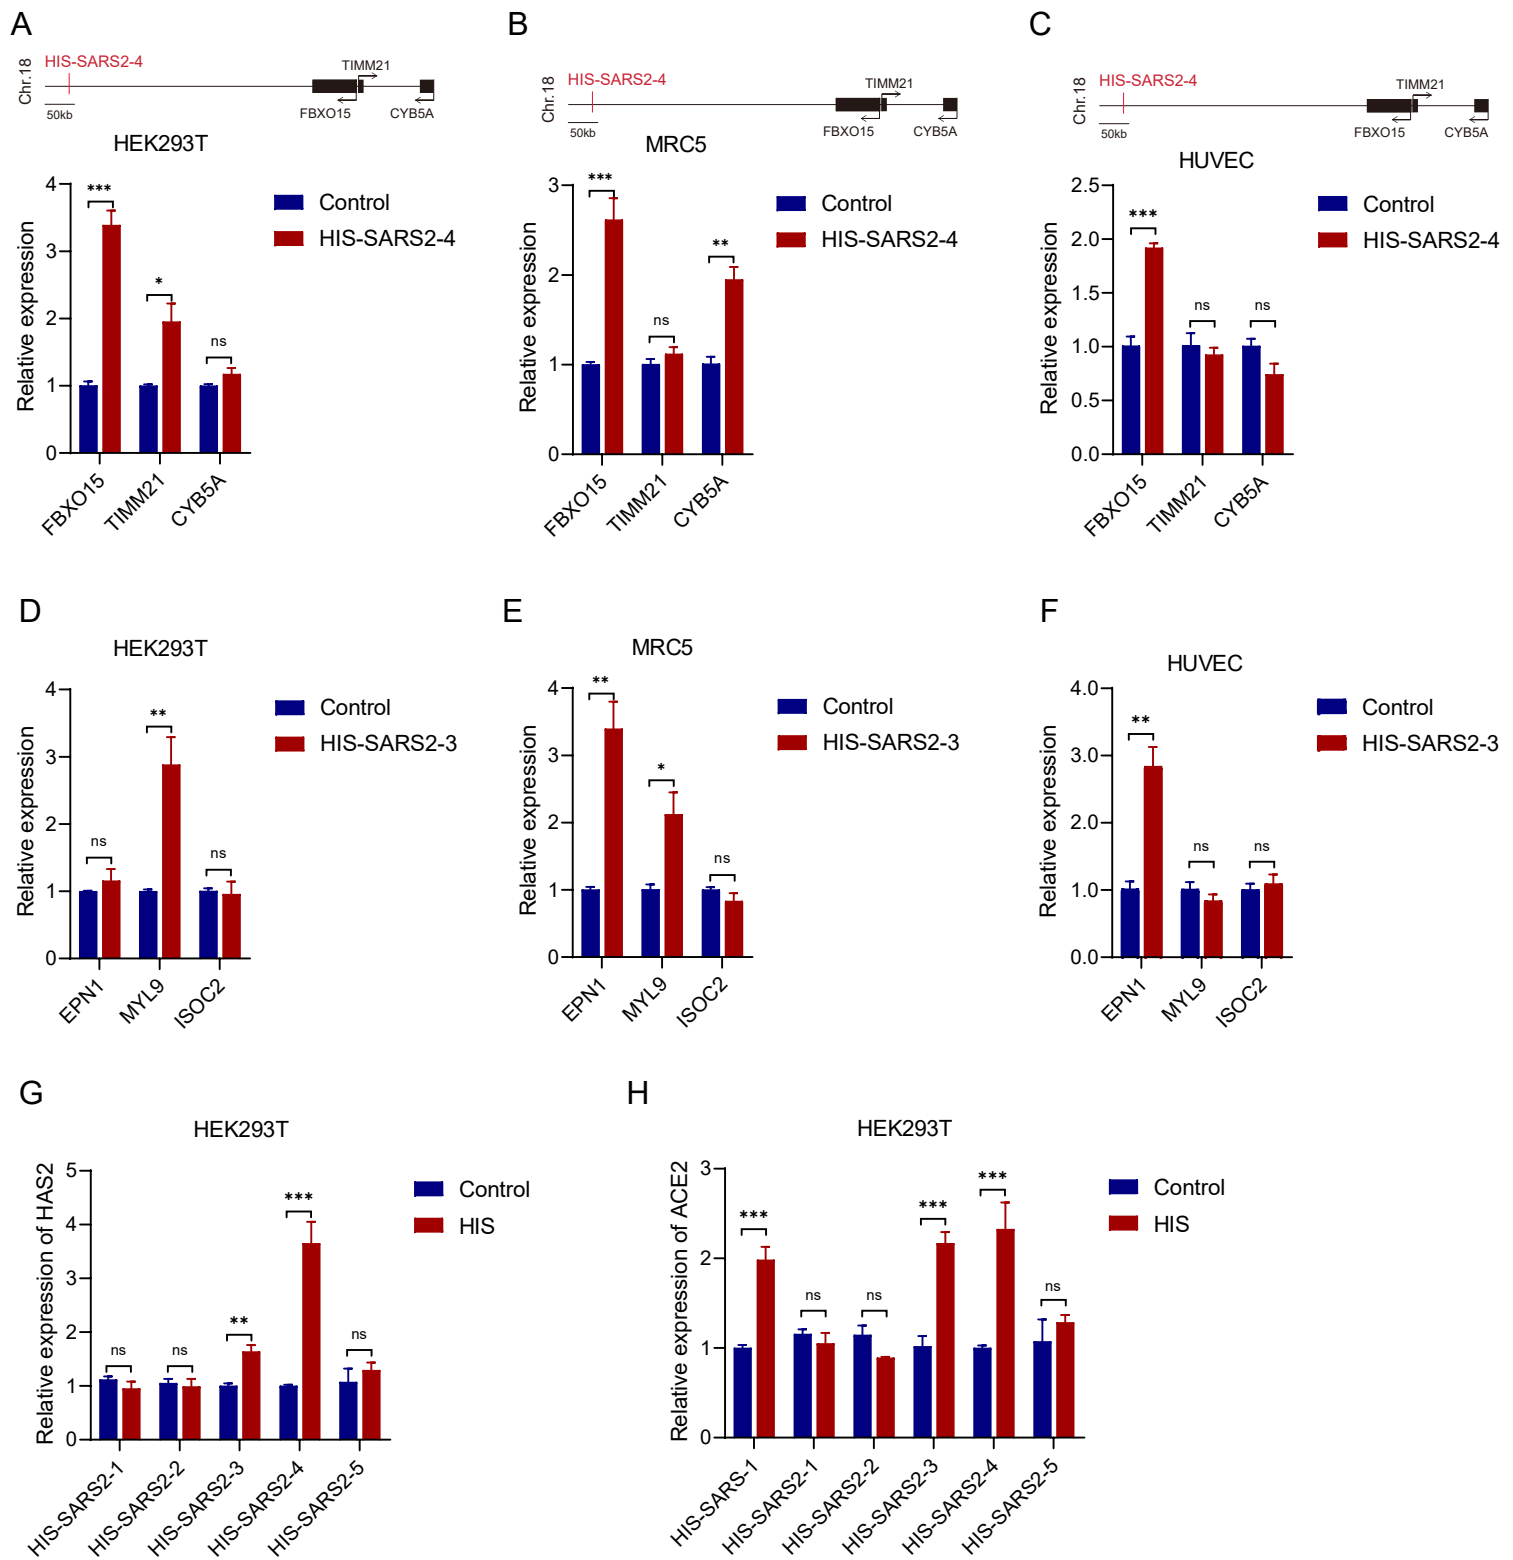 A
HIS-SARS2-4
TIMM21
Chr.18
50kb
FBXO15
CYB5A
HEK293T
Relative expression
4
3
2
1
0
***
*
ns
FBXO15
TIMM21
CYB5A
Control
HIS-SARS2-4
B
HIS-SARS2-4
TIMM21
Chr.18
50kb
FBXO15
CYB5A
MRC5
Relative expression
3
2
1
0
***
ns
**
FBXO15
TIMM21
CYB5A
Control
HIS-SARS2-4
C
HIS-SARS2-4
TIMM21
Chr.18
50kb
FBXO15
CYB5A
HUVEC
Relative expression
2.5
2.0
1.5
1.0
0.5
0.0
***
ns
ns
FBXO15
TIMM21
CYB5A
Control
HIS-SARS2-4
D
HEK293T
Relative expression
4
3
2
1
0
ns
**
ns
EPN1
MYL9
ISOC2
Control
HIS-SARS2-3
E
MRC5
Relative expression
4
3
2
1
0
**
*
ns
EPN1
MYL9
ISOC2
Control
HIS-SARS2-3
F
HUVEC
Relative expression
4.0
3.0
2.0
1.0
0.0
**
ns
ns
EPN1
MYL9
ISOC2
Control
HIS-SARS2-3
G
HEK293T
Relative expression of HAS2
5
4
3
2
1
0
ns
ns
**
***
ns
HIS-SARS2-1
HIS-SARS2-2
HIS-SARS2-3
HIS-SARS2-4
HIS-SARS2-5
Control
HIS
H
HEK293T
Relative expression of ACE2
3
2
1
0
***
ns
ns
***
***
ns
HIS-SARS-1
HIS-SARS2-1
HIS-SARS2-2
HIS-SARS2-3
HIS-SARS2-4
HIS-SARS2-5
Control
HIS